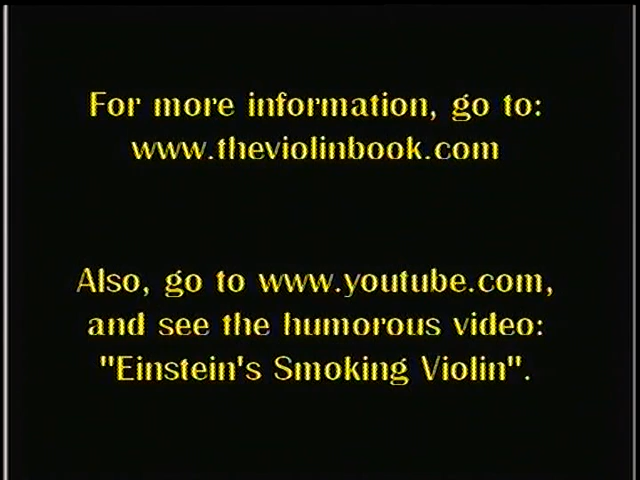 For more information, go to:
www.theviolinbook.com
Also, go to www.youtube.com,
and see the humorous video:
"Einstein's Smoking Violin".